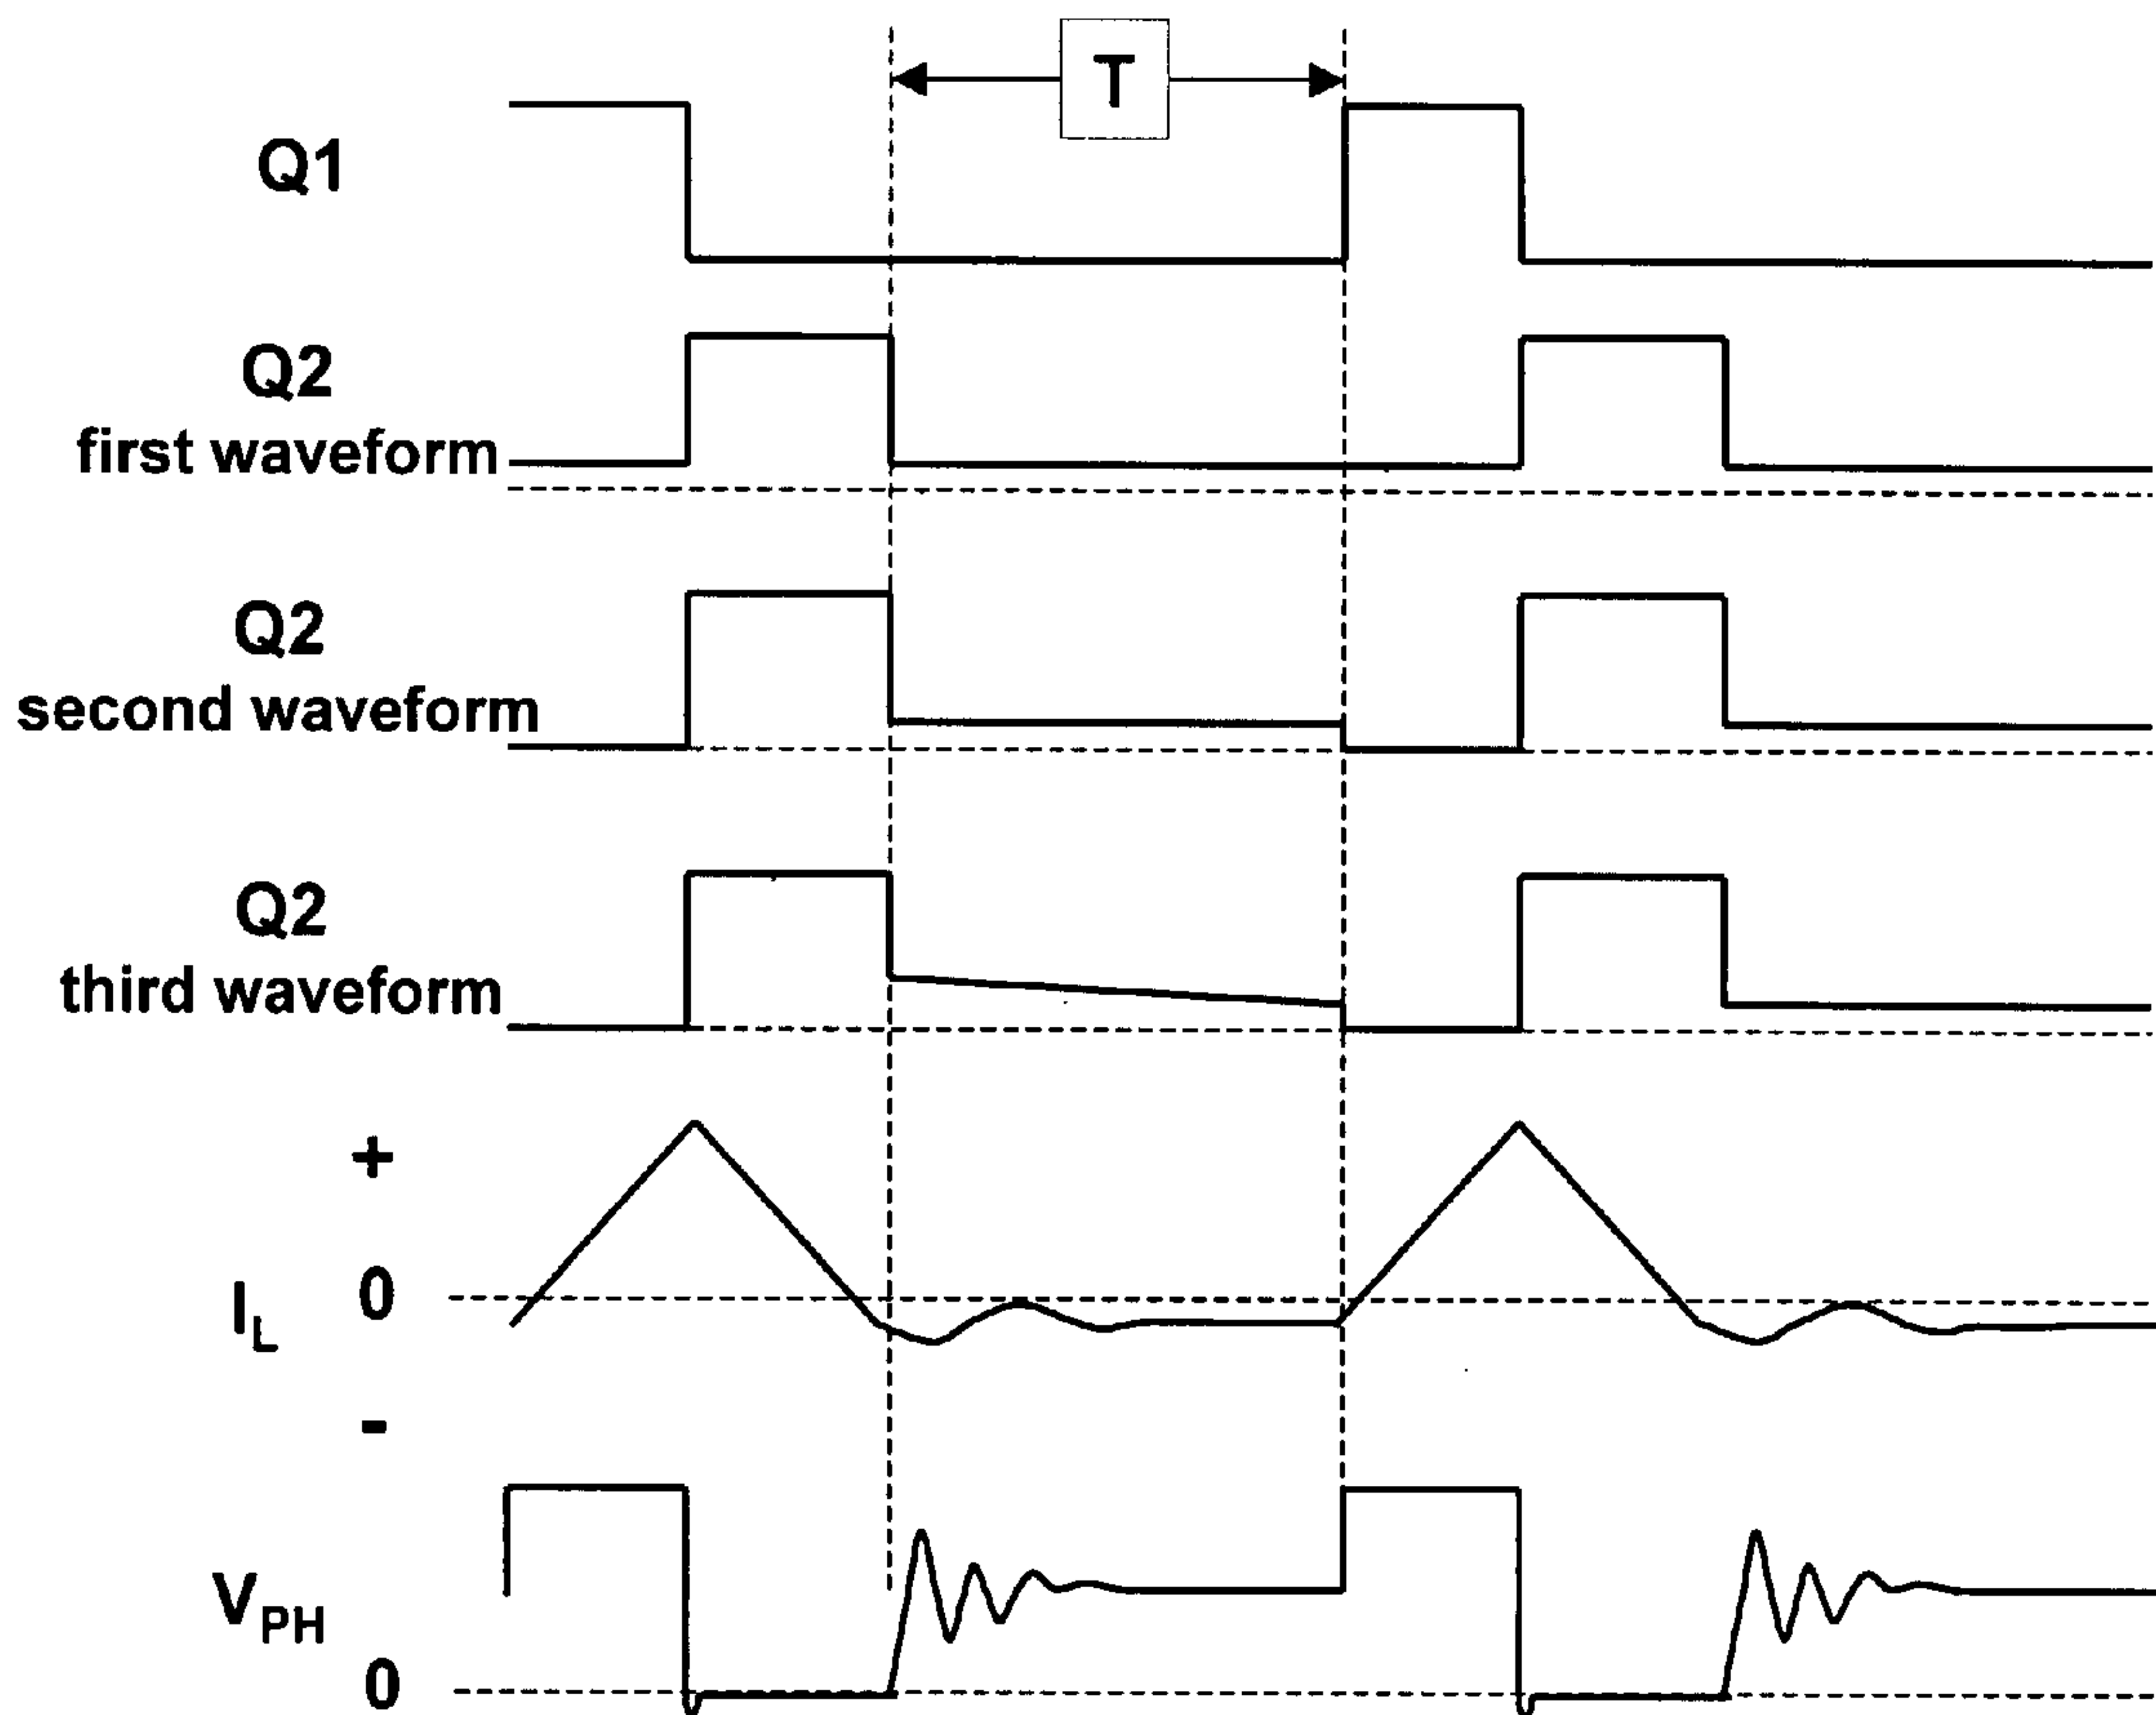 T
Q1
Q2
first waveform
Q2
second waveform
Q2
third waveform
+
0
I_L
-
V_PH
0